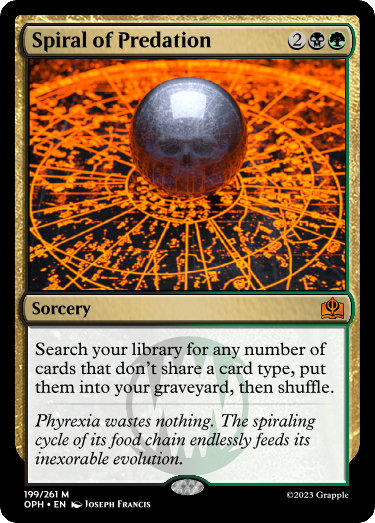 Spiral of Predation 2
Sorcery
Search your library for any number of
cards that don't share a card type, put
them into your graveyard, then shuffle.
Phyrexia wastes nothing. The spiraling
cycle of its food chain endlessly feeds its
inexorable evolution.
199/261 M
OPH • EN Joseph Francis
©2023 Grapple